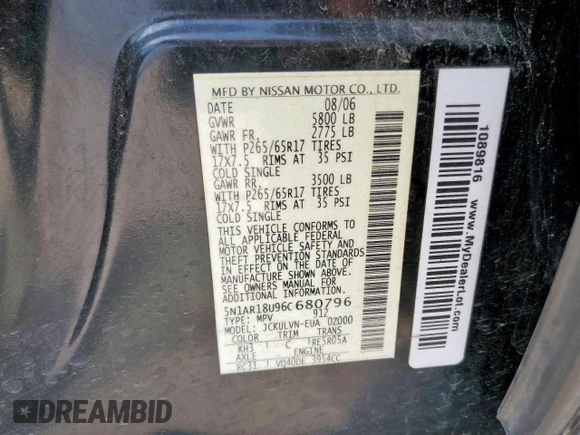 MFD BY NISSAN MOTOR CO., LTD.
DATE 08/06
GVWR 5800 LB
GAWR FR. 2775 LB
WITH P265/65R17 TIRES
17X7.5 RIMS AT 35 PSI
COLD SINGLE
GAWR RR. 3500 LB
WITH P265/65R17 TIRES
17X7.5 RIMS AT 35 PSI
COLD SINGLE
THIS VEHICLE CONFORMS TO
ALL APPLICABLE FEDERAL
MOTOR VEHICLE SAFETY AND
THEFT PREVENTION STANDARDS
IN EFFECT ON THE DATE OF
MANUFACTURE SHOWN ABOVE.
SEE OWNERS MANUAL.
5N1AR18U96C680796
TYPE: MPV 912
MODEL: JCKULVN-EUA 02000
COLOR TRIM TRANS
KH3 C RE5R05A
AXLE ENGINE
RC31 VQ40DE 3954CC
1089816 www.MyDealerLot.com
DREAMBID